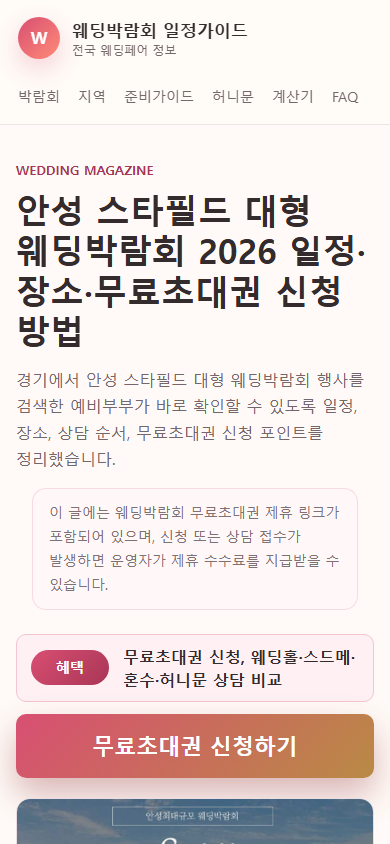 W
웨딩박람회 일정가이드
전국 웨딩페어 정보
박람회 지역 준비가이드 허니문 계산기 FAQ
WEDDING MAGAZINE
안성 스타필드 대형
웨딩박람회 2026 일정·
장소·무료초대권 신청
방법
경기에서 안성 스타필드 대형 웨딩박람회 행사를
검색한 예비부부가 바로 확인할 수 있도록 일정,
장소, 상담 순서, 무료초대권 신청 포인트를
정리했습니다.
이 글에는 웨딩박람회 무료초대권 제휴 링크가
포함되어 있으며, 신청 또는 상담 접수가
발생하면 운영자가 제휴 수수료를 지급받을 수
있습니다.
혜택
무료초대권 신청, 웨딩홀·스드메·
혼수·허니문 상담 비교
무료초대권 신청하기
안성최대규모 웨딩박람회